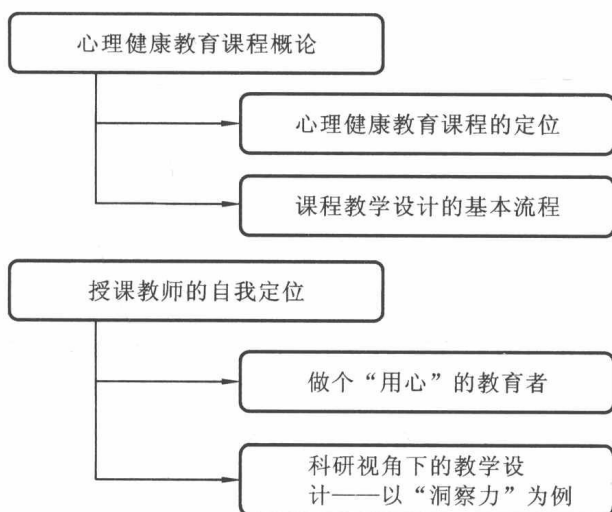 心理健康教育课程概论
心理健康教育课程的定位
课程教学设计的基本流程
授课教师的自我定位
做个“用心”的教育者
科研视角下的教学设
计——以“洞察力”为例